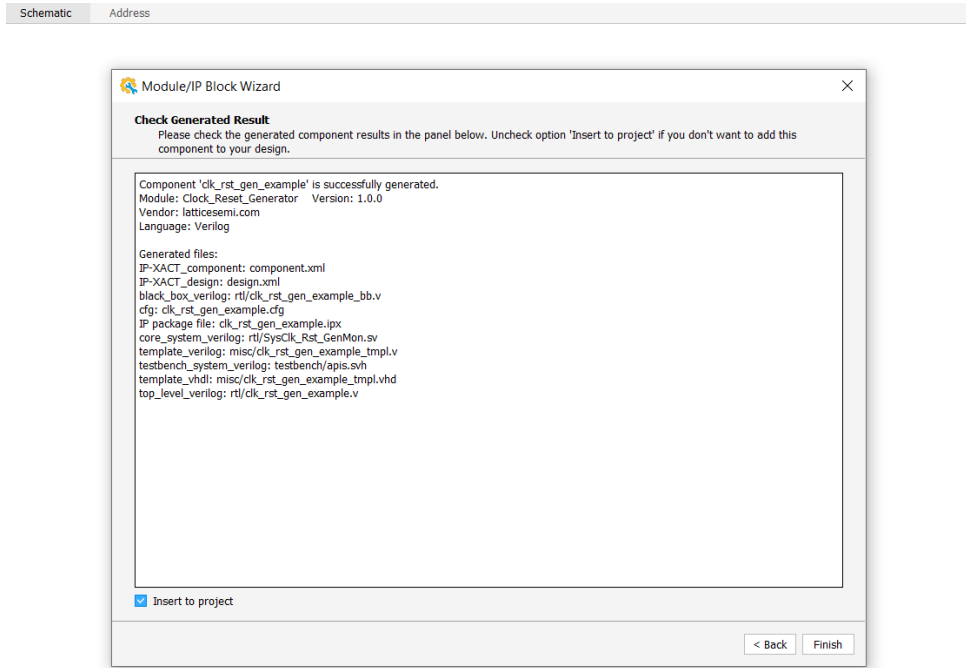 Schematic Address
Module/IP Block Wizard
Check Generated Result
Please check the generated component results in the panel below. Uncheck option 'Insert to project' if you don't want to add this
component to your design.
Component 'clk_rst_gen_example' is successfully generated.
Module: Clock_Reset_Generator Version: 1.0.0
Vendor: latticesemi.com
Language: Verilog
Generated files:
IP-XACT_component: component.xml
IP-XACT_design: design.xml
black_box_verilog: rtl/clk_rst_gen_example_bb.v
cfg: clk_rst_gen_example.cfg
IP package file: clk_rst_gen_example.ipx
core_system_verilog: rtl/SysClk_Rst_GenMon.sv
template_verilog: misc/clk_rst_gen_example_tmpl.v
testbench_system_verilog: testbench/apis.svh
template_vhdl: misc/clk_rst_gen_example_tmpl.vhd
top_level_verilog: rtl/clk_rst_gen_example.v
Insert to project
< Back Finish